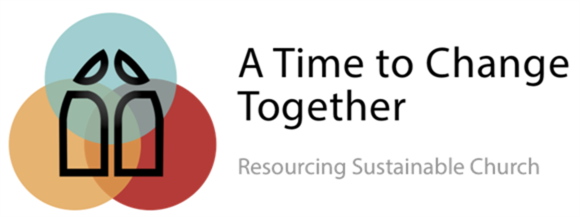 A Time to Change
Together
Resourcing Sustainable Church